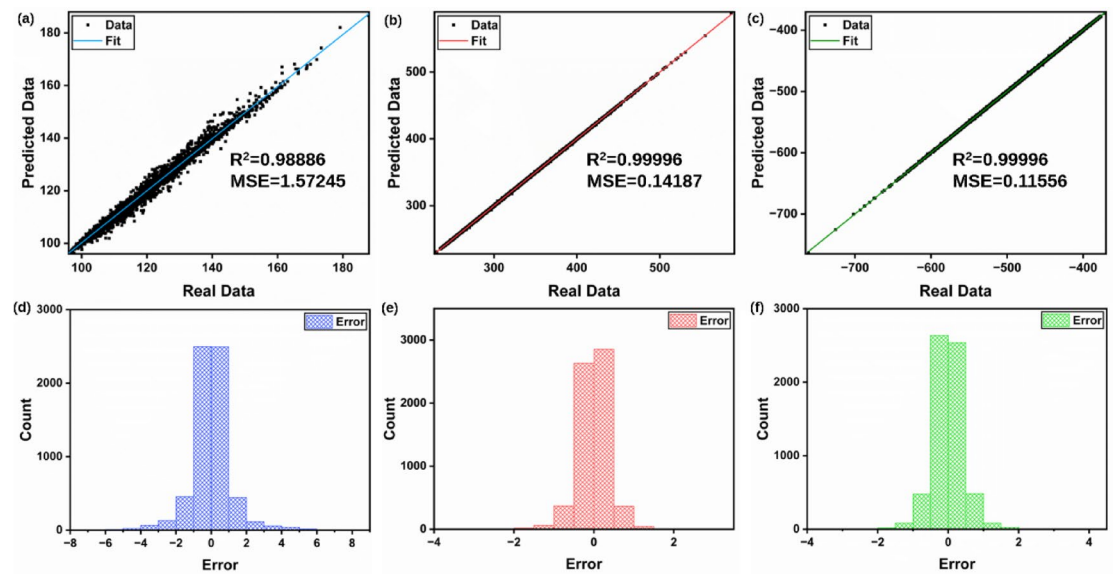 (a)
Data
Fit
R²=0.98886
MSE=1.57245
180
160
140
120
100
Predicted Data
100 120 140 160 180
Real Data
(b)
Data
Fit
R²=0.99996
MSE=0.14187
500
400
300
Predicted Data
300 400 500
Real Data
(c)
Data
Fit
R²=0.99996
MSE=0.11556
−400
−500
−600
−700
Predicted Data
−700 −600 −500 −400
Real Data
(d)
Error
3000
2000
1000
0
Count
−8 −6 −4 −2 0 2 4 6 8
Error
(e)
Error
3000
2000
1000
0
Count
−4 −2 0 2
Error
(f)
Error
3000
2000
1000
0
Count
−4 −2 0 2 4
Error